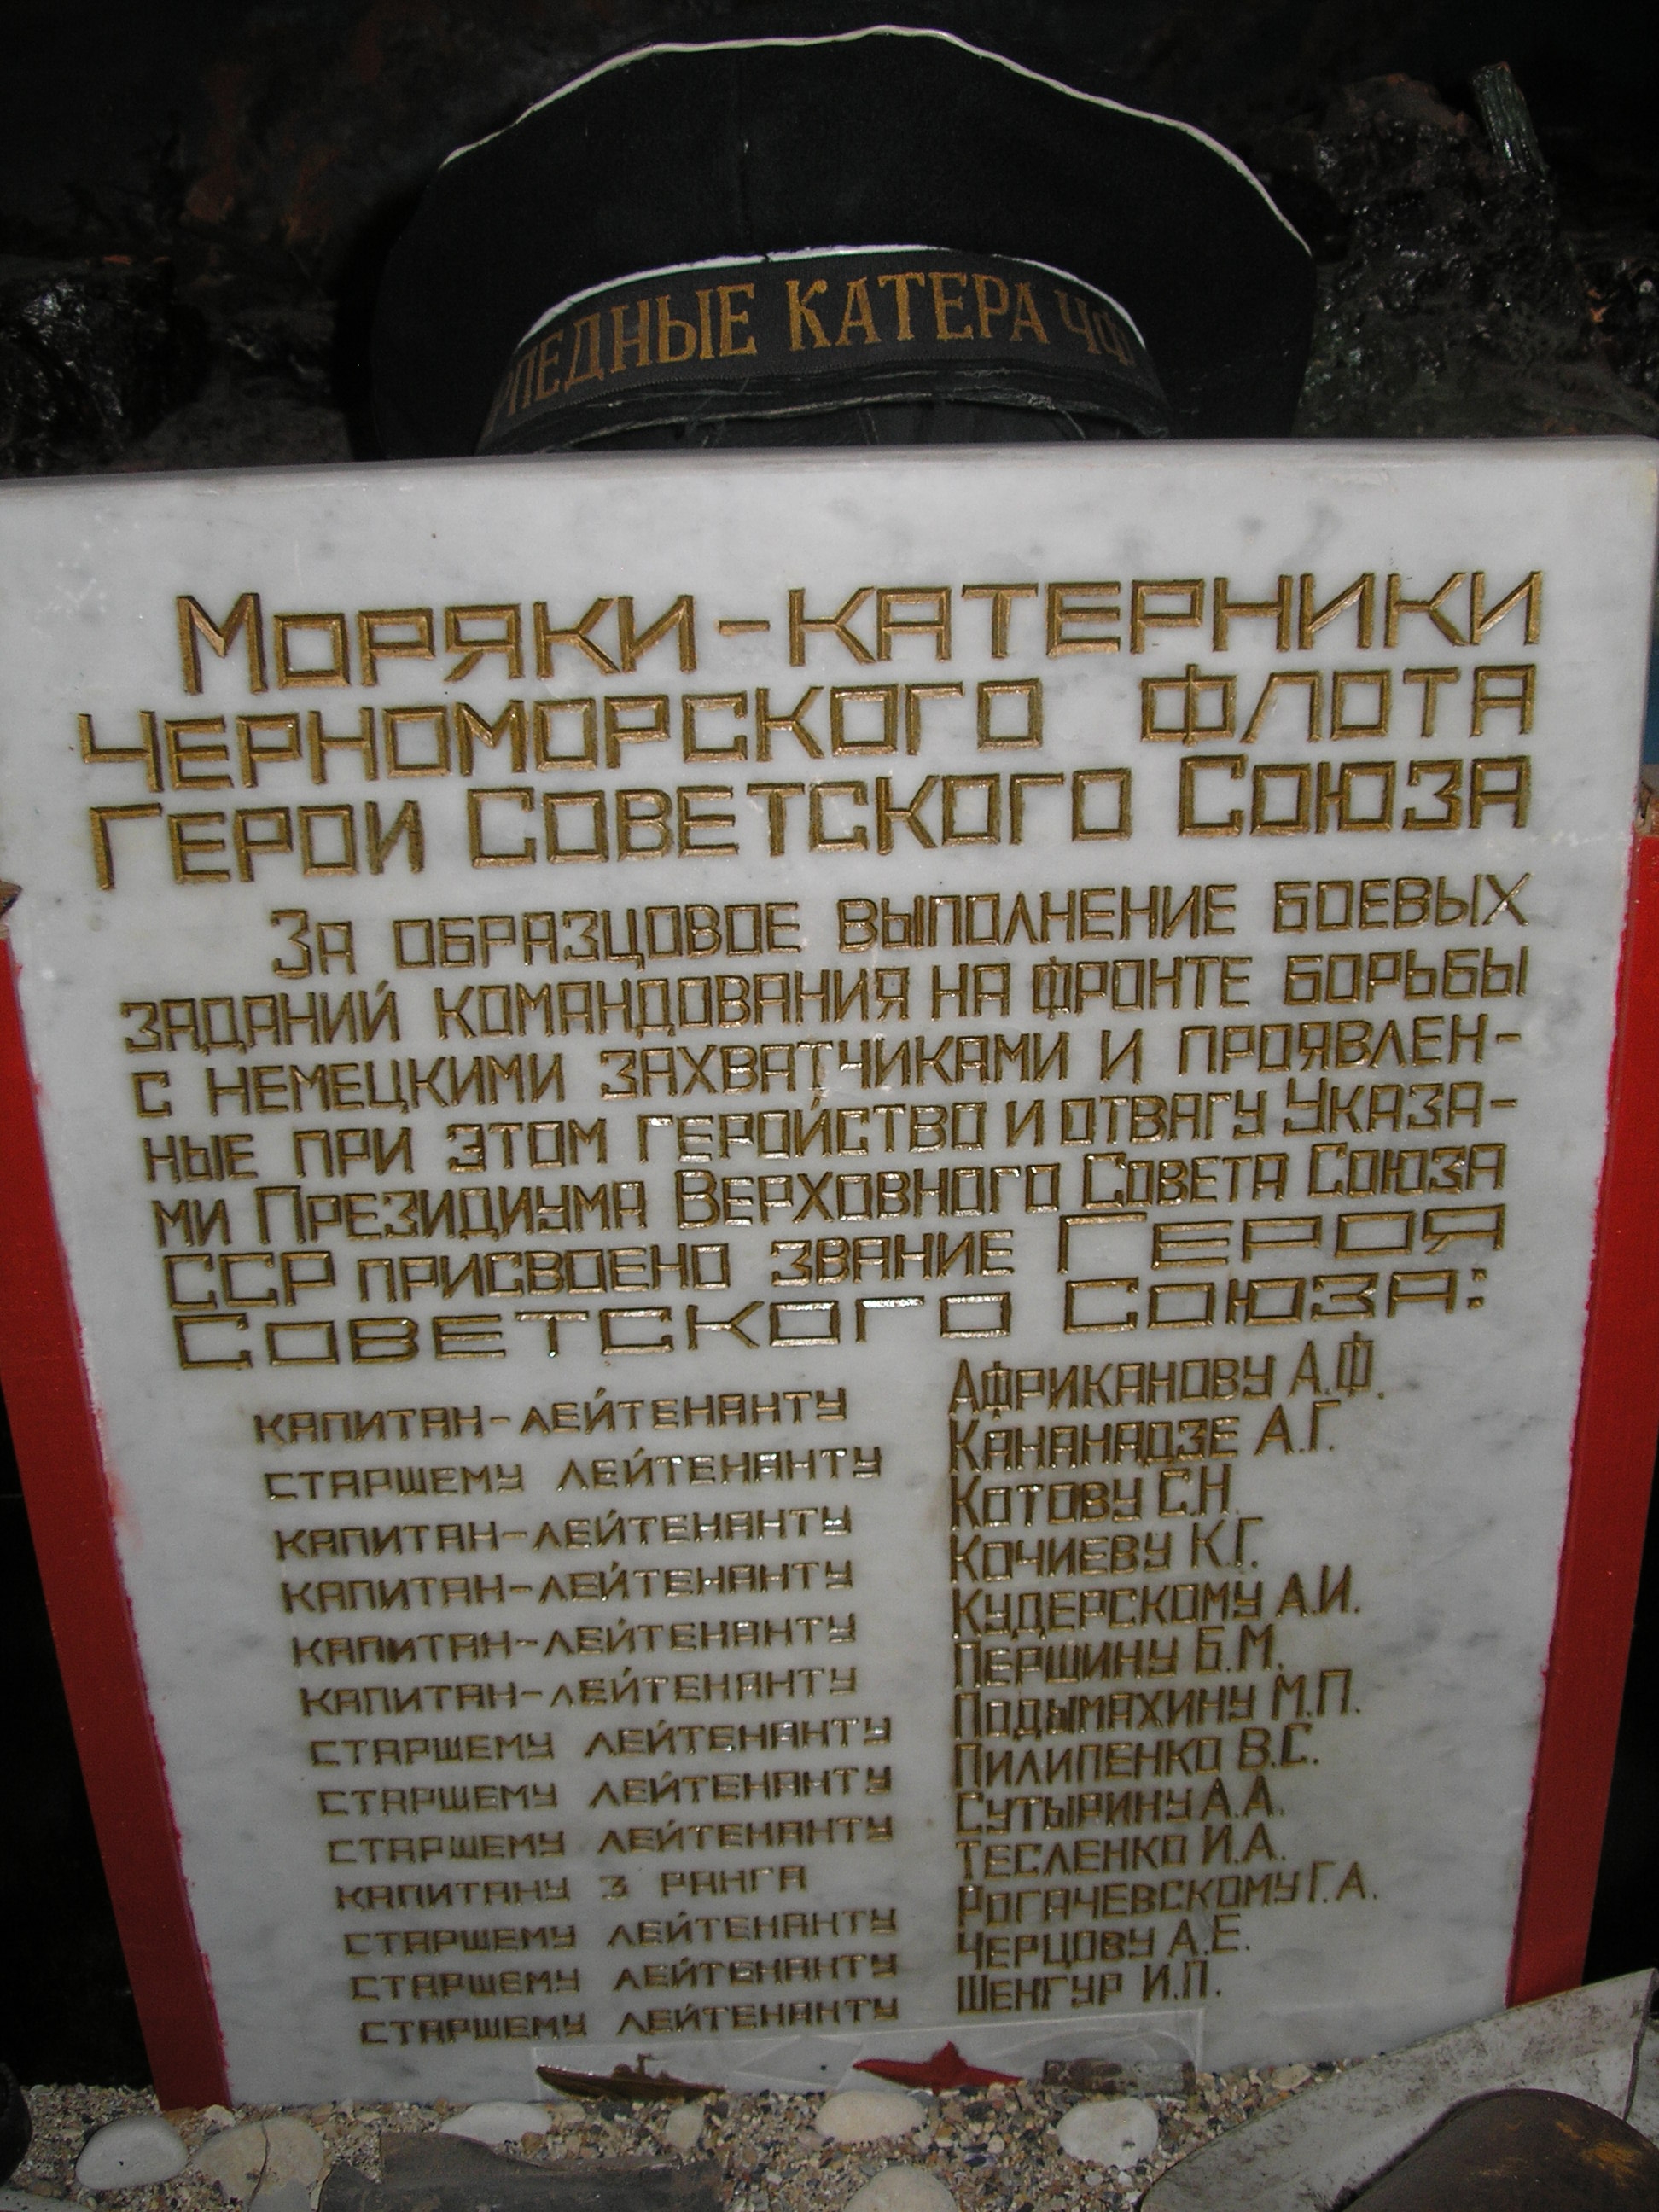 ПЕДНЫЕ КАТЕРА ЧФ
МОРЯКИ-КАТЕРНИКИ
ЧЕРНОМОРСКОГО ФЛОТА
ГЕРОИ СОВЕТСКОГО СОЮЗА
ЗА ОБРАЗЦОВОЕ ВЫПОЛНЕНИЕ БОЕВЫХ
ЗАДАНИЙ КОМАНДОВАНИЯ НА ФРОНТЕ БОРЬБЫ
С НЕМЕЦКИМИ ЗАХВАТЧИКАМИ И ПРОЯВЛЕН-
НЫЕ ПРИ ЭТОМ ГЕРОЙСТВО И ОТВАГУ УКАЗА-
МИ ПРЕЗИДИУМА ВЕРХОВНОГО СОВЕТА СОЮЗА
ССР ПРИСВОЕНО ЗВАНИЕ ГЕРОЯ
СОВЕТСКОГО СОЮЗА:
КАПИТАН-ЛЕЙТЕНАНТУ АФРИКАНОВУ А.Ф.
СТАРШЕМУ ЛЕЙТЕНАНТУ КАНАНАДЗЕ А.Г.
КАПИТАН-ЛЕЙТЕНАНТУ КОТОВУ С.Н.
КАПИТАН-ЛЕЙТЕНАНТУ КОЧИЕВУ К.Г.
КАПИТАН-ЛЕЙТЕНАНТУ КУДЕРСКОМУ А.И.
КАПИТАН-ЛЕЙТЕНАНТУ ПЕРШИНУ Б.М.
СТАРШЕМУ ЛЕЙТЕНАНТУ ПОДЫМАХИНУ М.П.
СТАРШЕМУ ЛЕЙТЕНАНТУ ПИЛИПЕНКО В.С.
СТАРШЕМУ ЛЕЙТЕНАНТУ СУТЫРИНУ А.А.
КАПИТАНУ 3 РАНГА ТЕСЛЕНКО И.А.
СТАРШЕМУ ЛЕЙТЕНАНТУ РОГАЧЕВСКОМУ Г.А.
СТАРШЕМУ ЛЕЙТЕНАНТУ ЧЕРЦОВУ А.Е.
СТАРШЕМУ ЛЕЙТЕНАНТУ ШЕНГУР И.П.